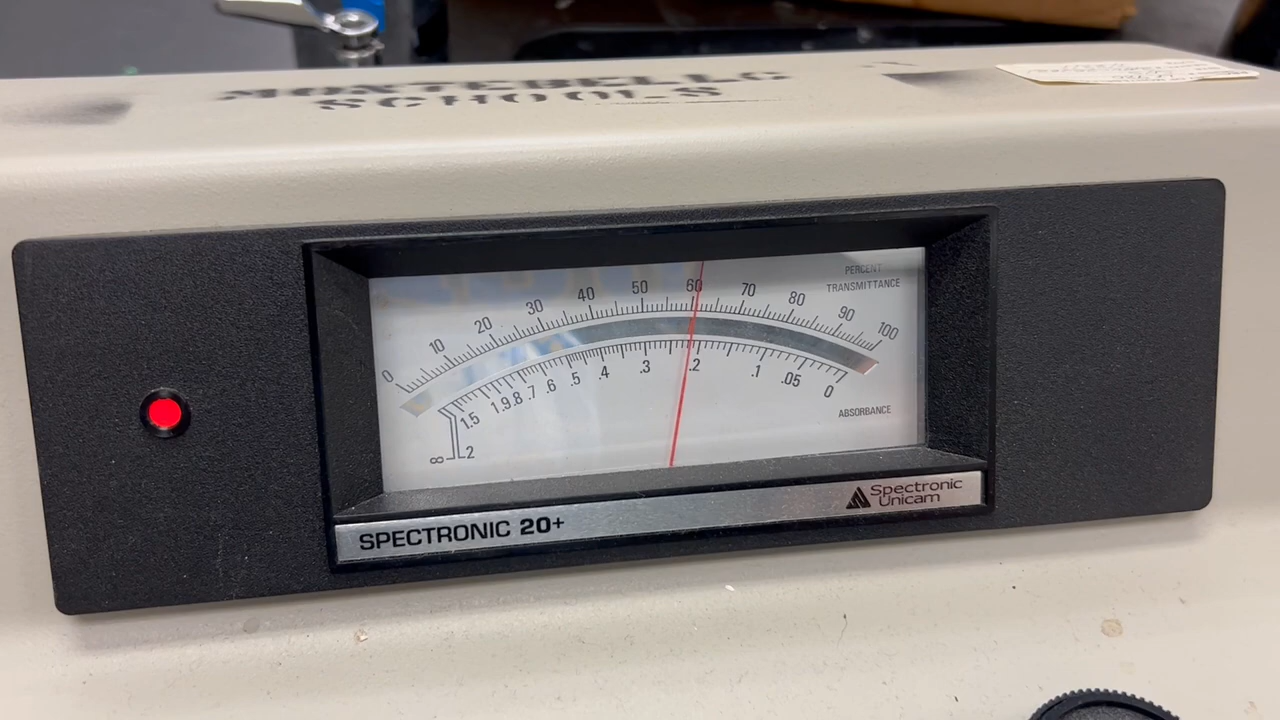 MONTEBELLO
SCHOOLS
PERCENT
TRANSMITTANCE
0 10 20 30 40 50 60 70 80 90 100
∞ 2 1.5 1 .9 .8 .7 .6 .5 .4 .3 .2 .1 .05 0
ABSORBANCE
Spectronic
Unicam
SPECTRONIC 20+